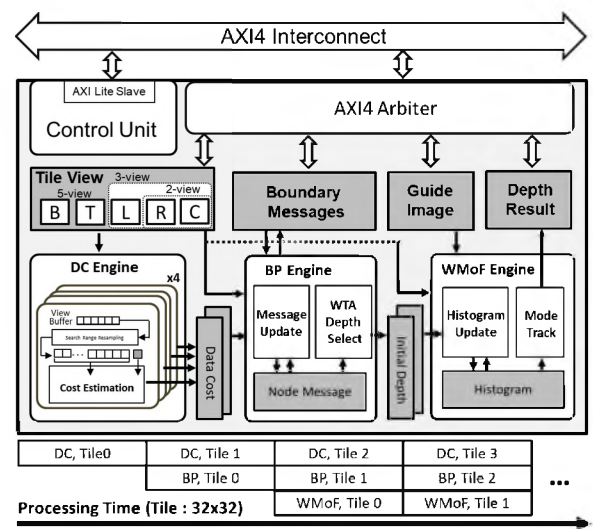 AXI4 Interconnect
AXI Lite Slave
Control Unit
AXI4 Arbiter
Tile View
3-view
5-view
2-view
B T L R C
Boundary
Messages
Guide
Image
Depth
Result
DC Engine
x4
View
Buffer
Search Range Resampling
...
Cost Estimation
Data Cost
BP Engine
Message
Update
WTA
Depth
Select
Node Message
Initial Depth
WMoF Engine
Histogram
Update
Mode
Track
Histogram
DC, Tile0 DC, Tile 1 DC, Tile 2 DC, Tile 3
BP, Tile 0 BP, Tile 1 BP, Tile 2 ...
Processing Time (Tile : 32x32) WMoF, Tile 0 WMoF, Tile 1